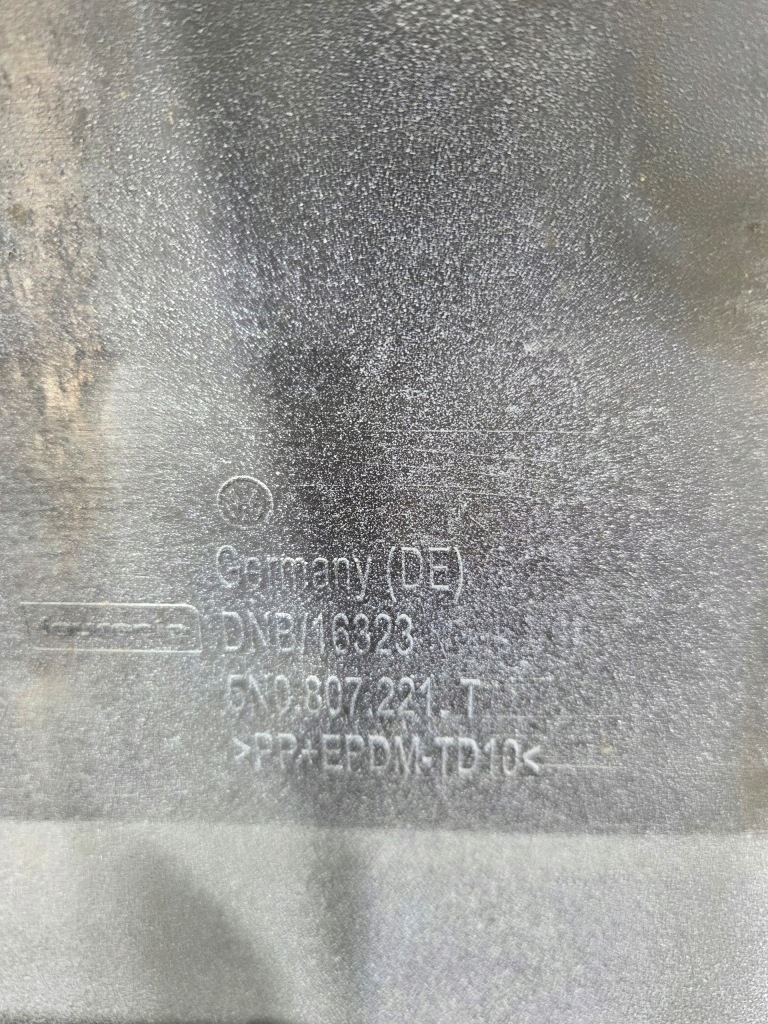 Germany (DE)
DNB/16323
5N0.807.221. T
>PP+EPDM-TD10<